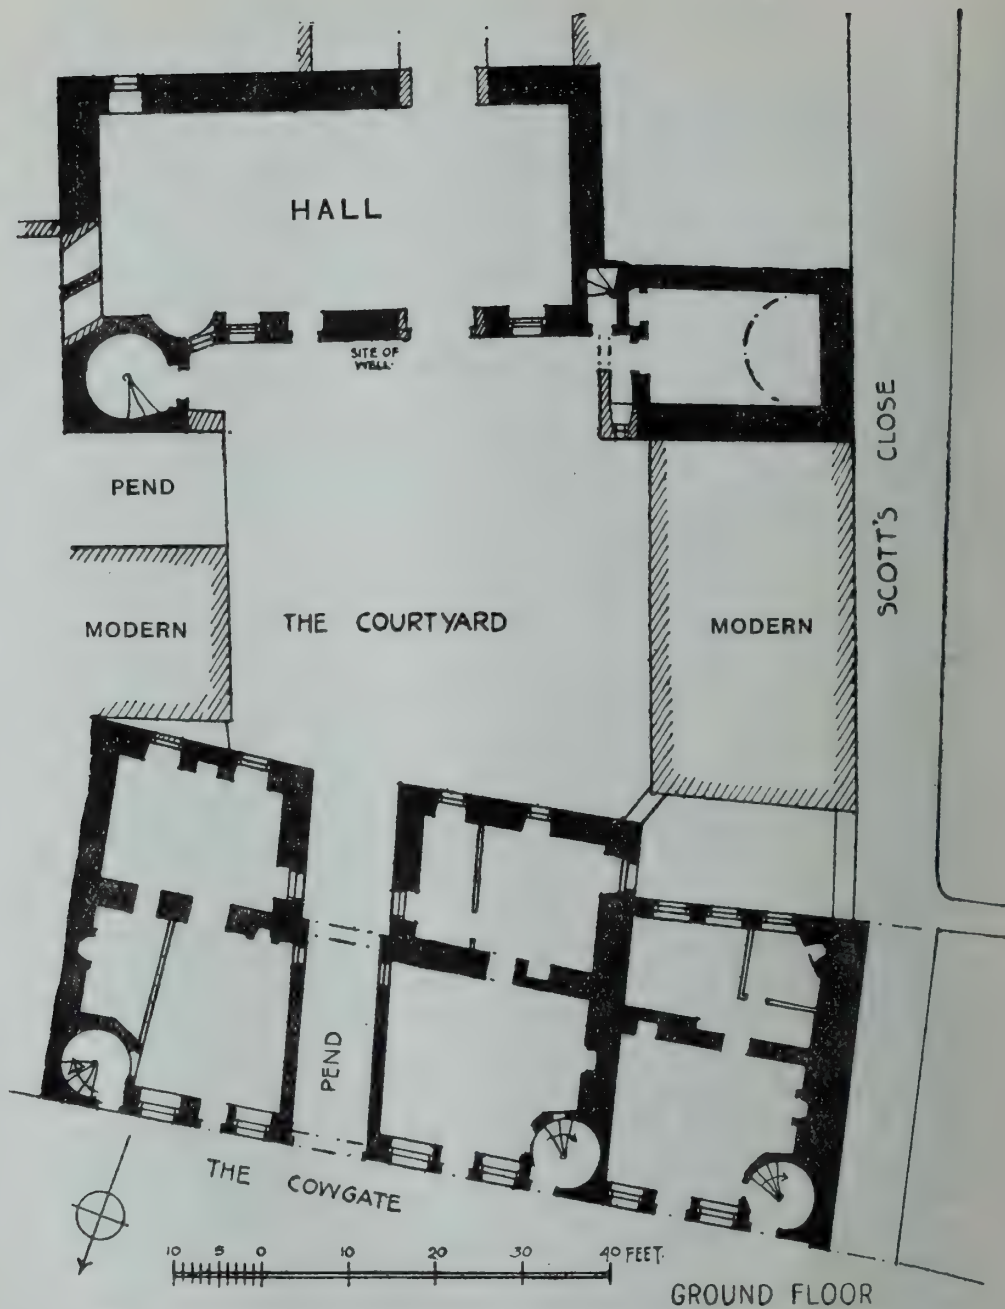 HALL
SITE OF
WELL.
SCOTT'S CLOSE
PEND
MODERN
THE COURTYARD
MODERN
PEND
THE COWGATE
10 5 0 10 20 30 40 FEET.
GROUND FLOOR